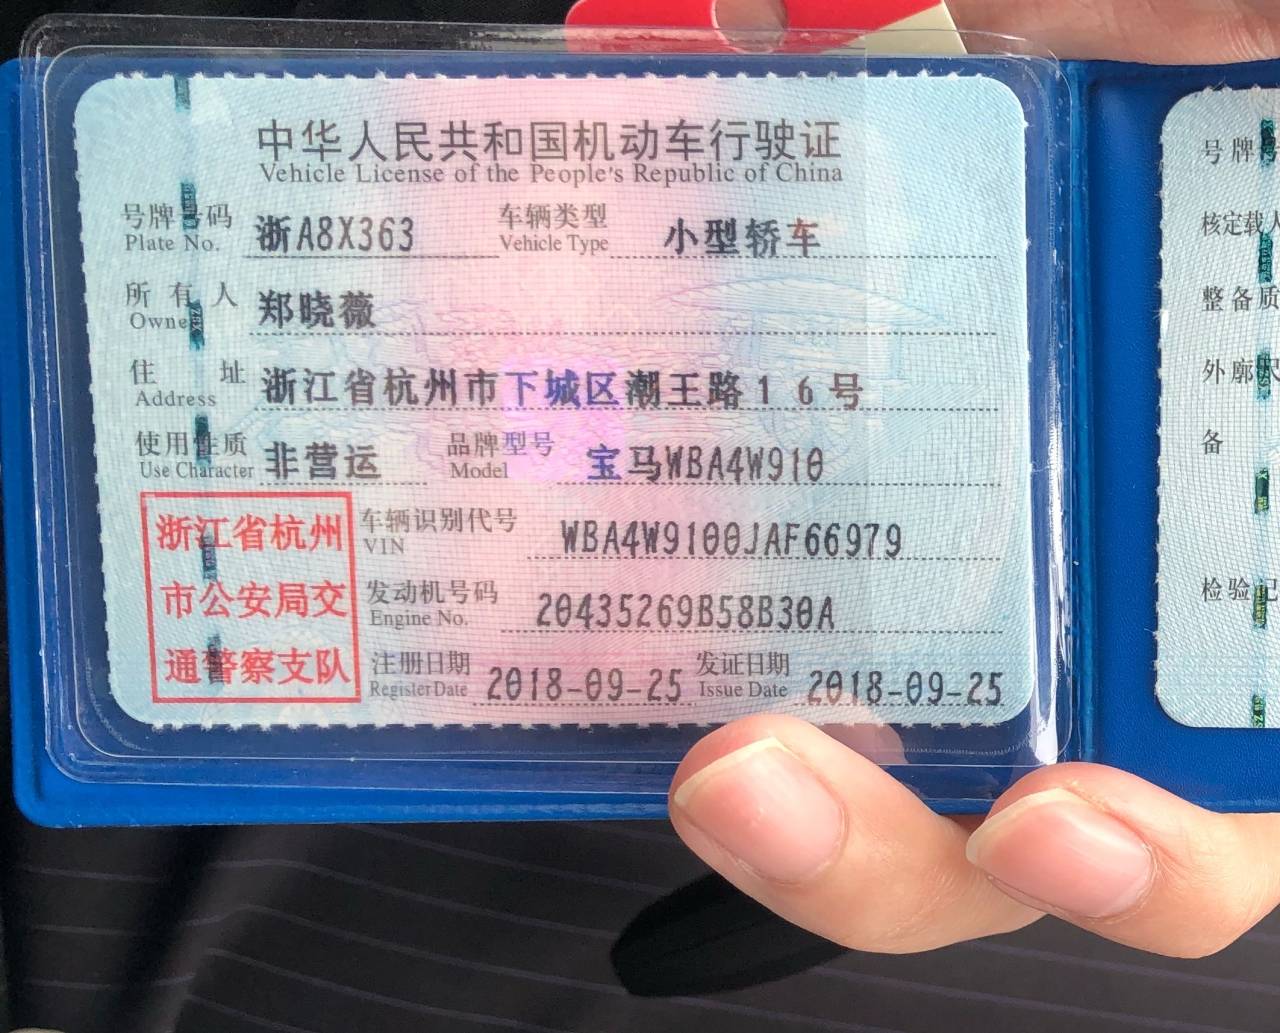 中华人民共和国机动车行驶证
Vehicle License of the People's Republic of China
号牌号码 浙A8X363 车辆类型 小型轿车
Plate No. Vehicle Type
所有人 郑晓薇
Owner
住址 浙江省杭州市下城区潮王路16号
Address
使用性质 非营运 品牌型号 宝马WBA4W910
Use Character Model
浙江省杭州
市公安局交
通警察支队
车辆识别代号 WBA4W9100JAF66979
VIN
发动机号码 20435269B58B30A
Engine No.
注册日期 2018-09-25 发证日期 2018-09-25
Register Date Issue Date
号牌号
核定载人
整备质
外廓尺
备
检验记